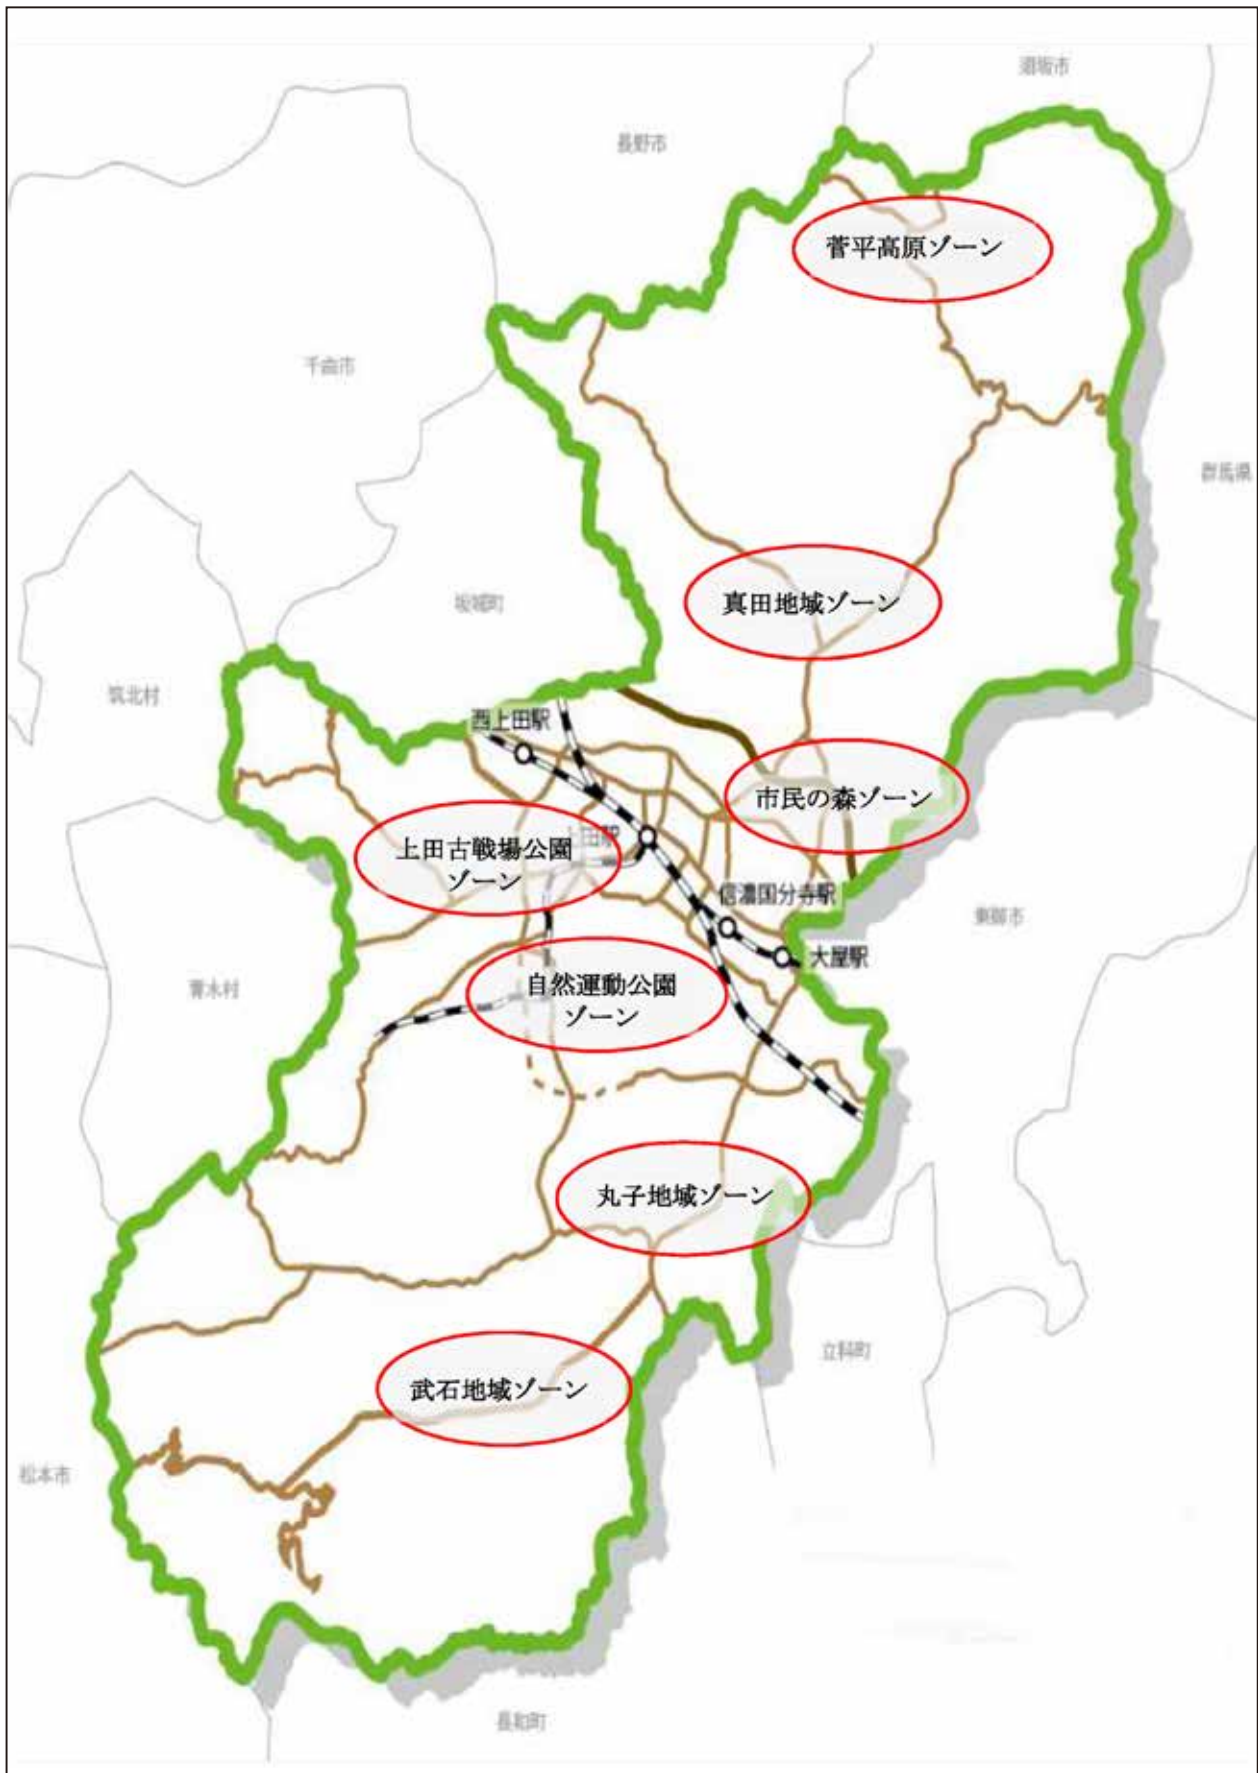 須坂市
長野市
菅平高原ゾーン
千曲市
群馬県
真田地域ゾーン
坂城町
筑北村
西上田駅
市民の森ゾーン
上田駅
上田古戦場公園
ゾーン
信濃国分寺駅
東御市
大屋駅
青木村
自然運動公園
ゾーン
丸子地域ゾーン
立科町
武石地域ゾーン
松本市
長和町